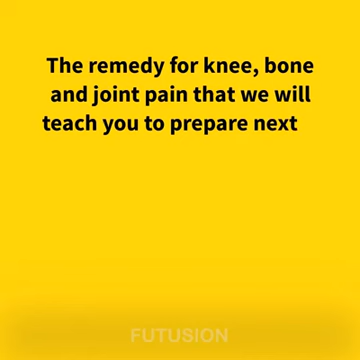 The remedy for knee, bone
and joint pain that we will
teach you to prepare next
FUTUSION